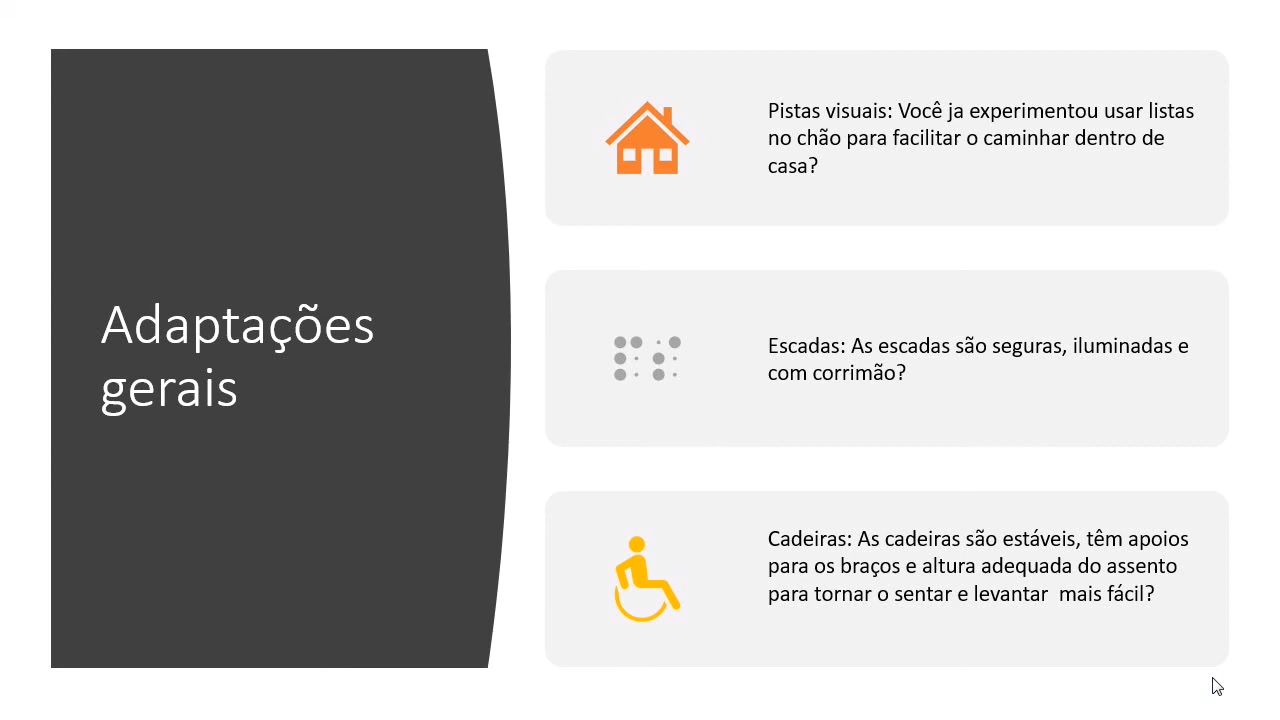 Adaptações
gerais
Pistas visuais: Você ja experimentou usar listas
no chão para facilitar o caminhar dentro de
casa?
Escadas: As escadas são seguras, iluminadas e
com corrimão?
Cadeiras: As cadeiras são estáveis, têm apoios
para os braços e altura adequada do assento
para tornar o sentar e levantar  mais fácil?